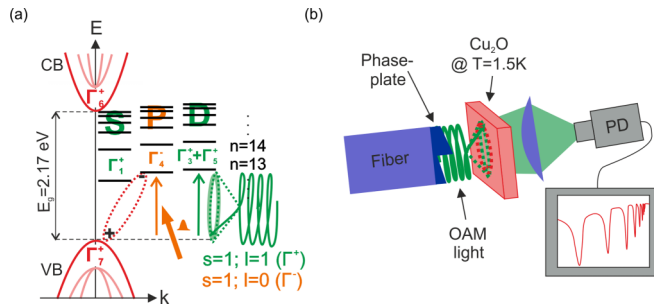 (a)
E
CB
Γ₆⁺
S P D
Γ₁⁺
Γ₄⁻
Γ₃⁺+Γ₅⁺
n=14
n=13
E_g=2.17 eV
-
+
Γ₇⁺
VB
k
s=1; l=1 (Γ⁺)
s=1; l=0 (Γ⁻)
(b)
Phase-
plate
Cu₂O
@ T=1.5K
Fiber
OAM
light
PD